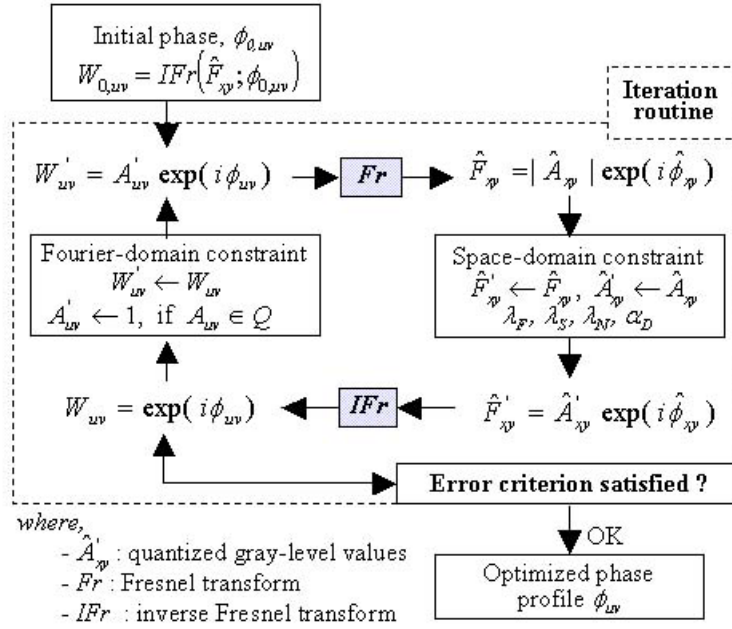 Initial phase, ϕ₀,uv
W₀,uv = IFr(F̂xy; ϕ₀,uv)
Iteration
routine
W'uv = A'uv exp(iϕuv)
Fr
F̂xy =| Âxy | exp(iϕ̂xy)
Fourier-domain constraint
W'uv ← Wuv
A'uv ← 1, if Auv ∈ Q
Space-domain constraint
F̂'xy ← F̂xy, Â'xy ← Âxy
λF, λS, λN, αD
Wuv = exp(iϕuv)
IFr
F̂'xy = Â'xy exp(iϕ̂xy)
Error criterion satisfied ?
OK
Optimized phase
profile ϕuv
where,
- Â'xy : quantized gray-level values
- Fr : Fresnel transform
- IFr : inverse Fresnel transform